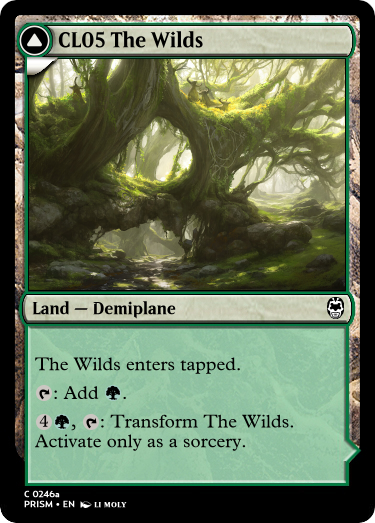 CL05 The Wilds
Land — Demiplane
The Wilds enters tapped.
: Add .
4 , : Transform The Wilds.
Activate only as a sorcery.
C 0246a
PRISM • EN LI MOLY